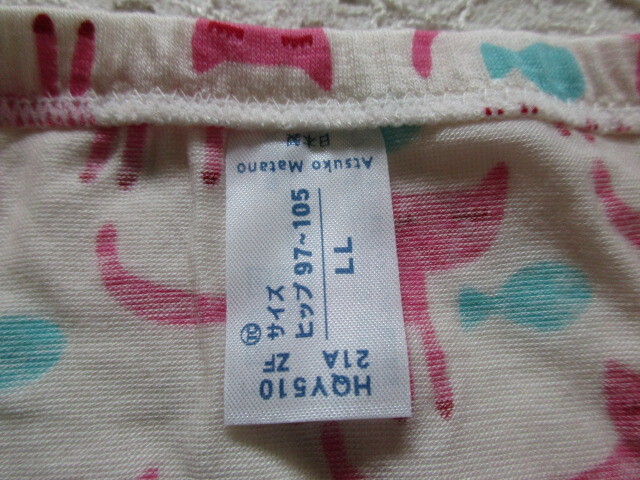 HQY510
21A ZF
サイズ
ヒップ 97~105
LL
Atsuko Matano
日本製